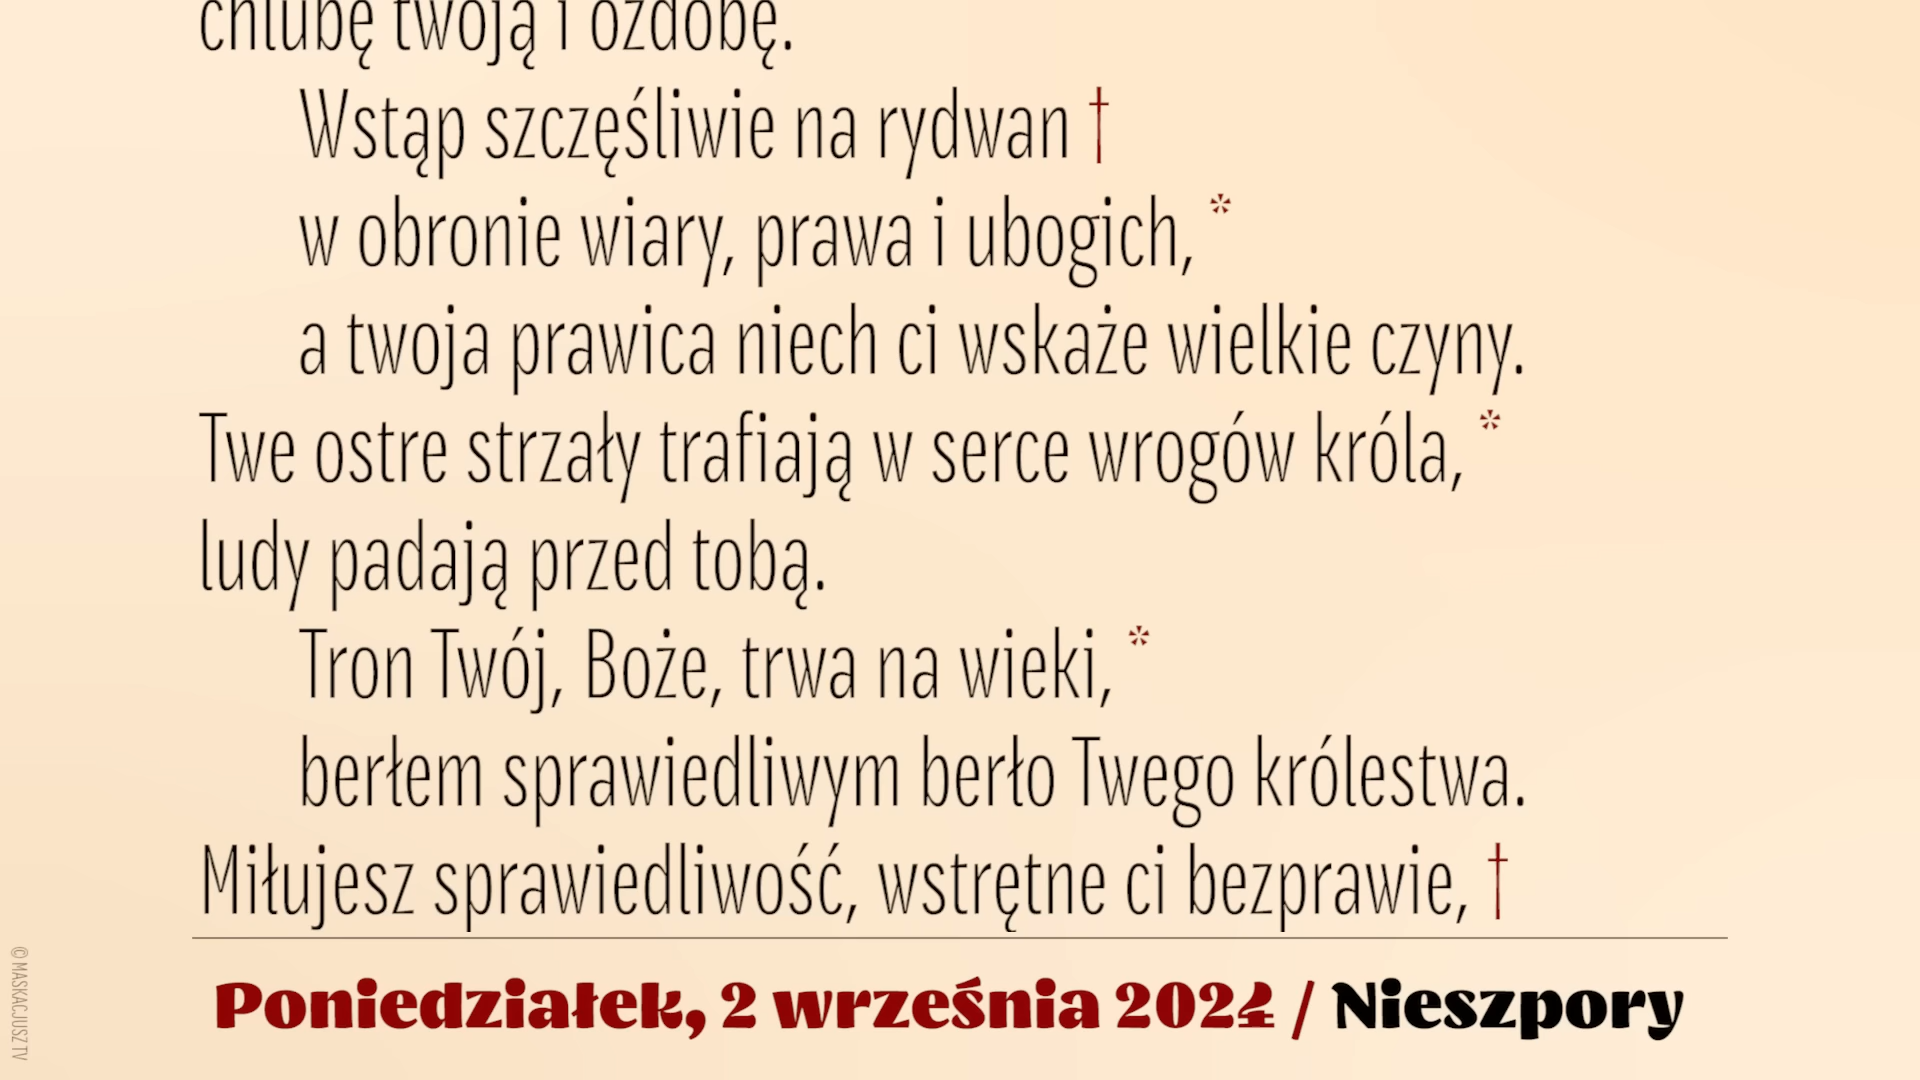 chlubę twoją i ozdobę.
Wstąp szczęśliwie na rydwan †
w obronie wiary, prawa i ubogich, *
a twoja prawica niech ci wskaże wielkie czyny.
Twe ostre strzały trafiają w serce wrogów króla, *
ludy padają przed tobą.
Tron Twój, Boże, trwa na wieki, *
berłem sprawiedliwym berło Twego królestwa.
Miłujesz sprawiedliwość, wstrętne ci bezprawie, †
Poniedziałek, 2 września 2024 / Nieszpory
© MASKACJUSZ TV